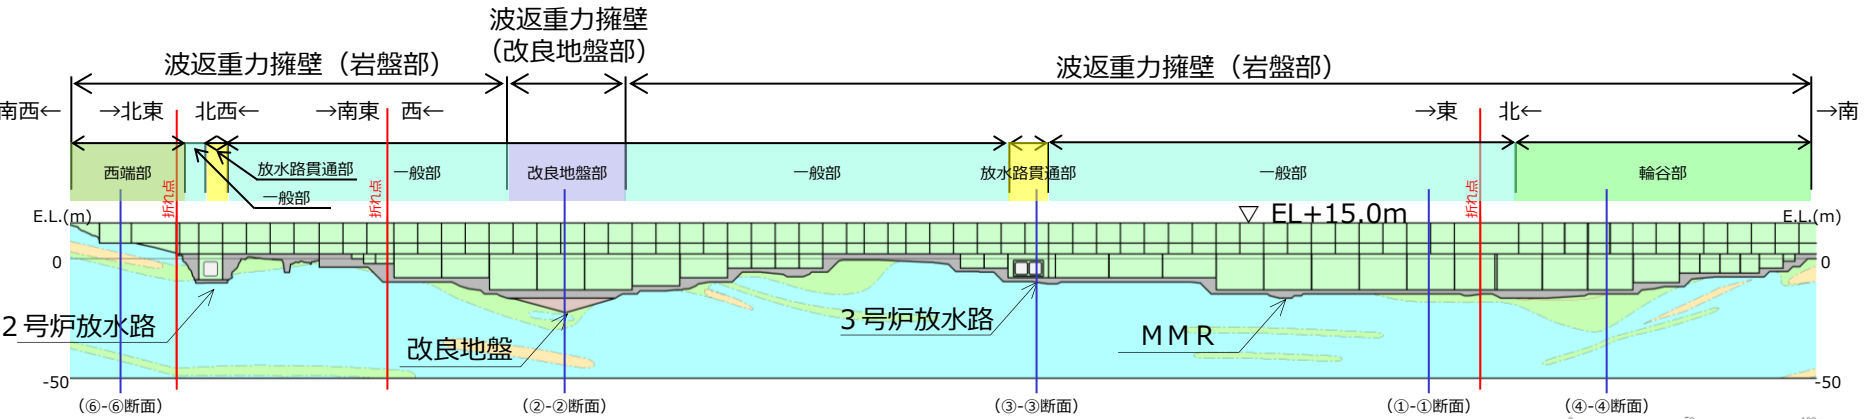 波返重力擁壁
（改良地盤部）
波返重力擁壁（岩盤部）
波返重力擁壁（岩盤部）
南西←
→北東
北西←
→南東
西←
→東
北←
→南
西端部
放水路貫通部
一般部
一般部
改良地盤部
一般部
放水路貫通部
一般部
輪谷部
折れ点
折れ点
折れ点
E.L.(m)
▽ EL+15.0m
E.L.(m)
0
0
２号炉放水路
改良地盤
３号炉放水路
ＭＭＲ
-50
-50
（⑥-⑥断面）
（②-②断面）
（③-③断面）
（①-①断面）
（④-④断面）